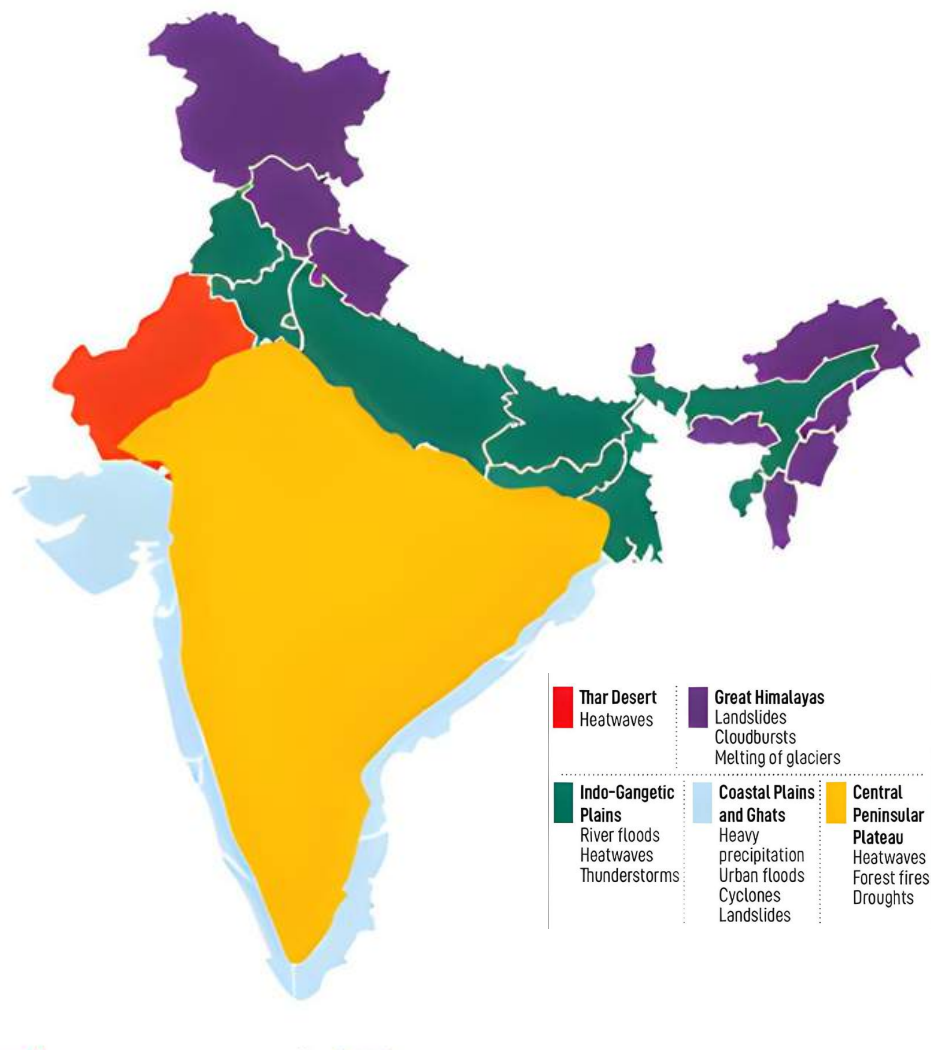 Thar Desert
Heatwaves
Great Himalayas
Landslides
Cloudbursts
Melting of glaciers
Indo-Gangetic
Plains
River floods
Heatwaves
Thunderstorms
Coastal Plains
and Ghats
Heavy
precipitation
Urban floods
Cyclones
Landslides
Central
Peninsular
Plateau
Heatwaves
Forest fires
Droughts